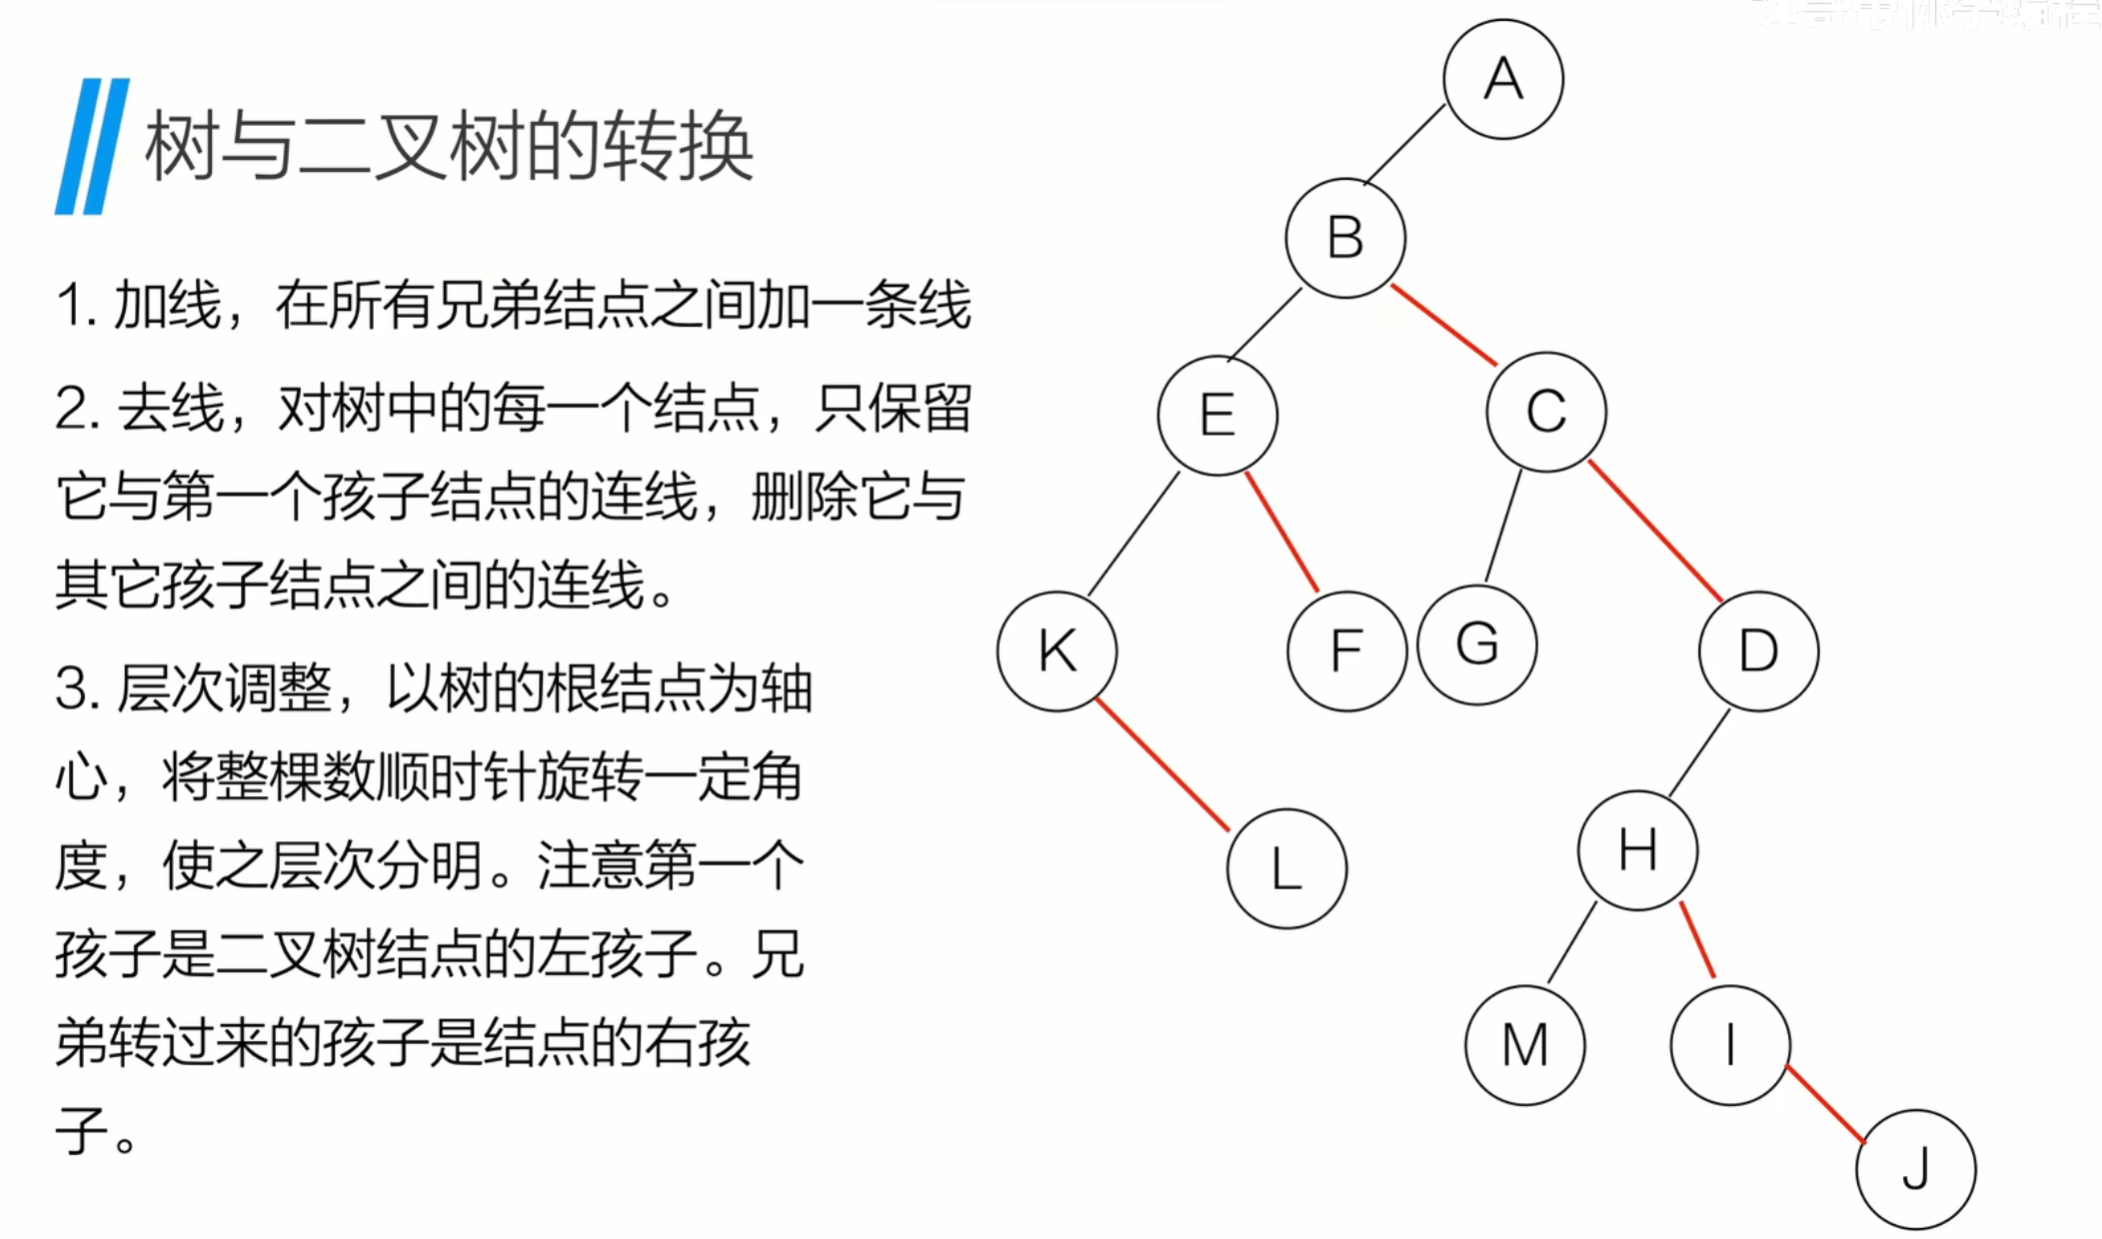 树与二叉树的转换
1. 加线，在所有兄弟结点之间加一条线
2. 去线，对树中的每一个结点，只保留
它与第一个孩子结点的连线，删除它与
其它孩子结点之间的连线。
3. 层次调整，以树的根结点为轴
心，将整棵数顺时针旋转一定角
度，使之层次分明。注意第一个
孩子是二叉树结点的左孩子。兄
弟转过来的孩子是结点的右孩
子。
A
B
E
C
K
F
G
D
L
H
M
I
J